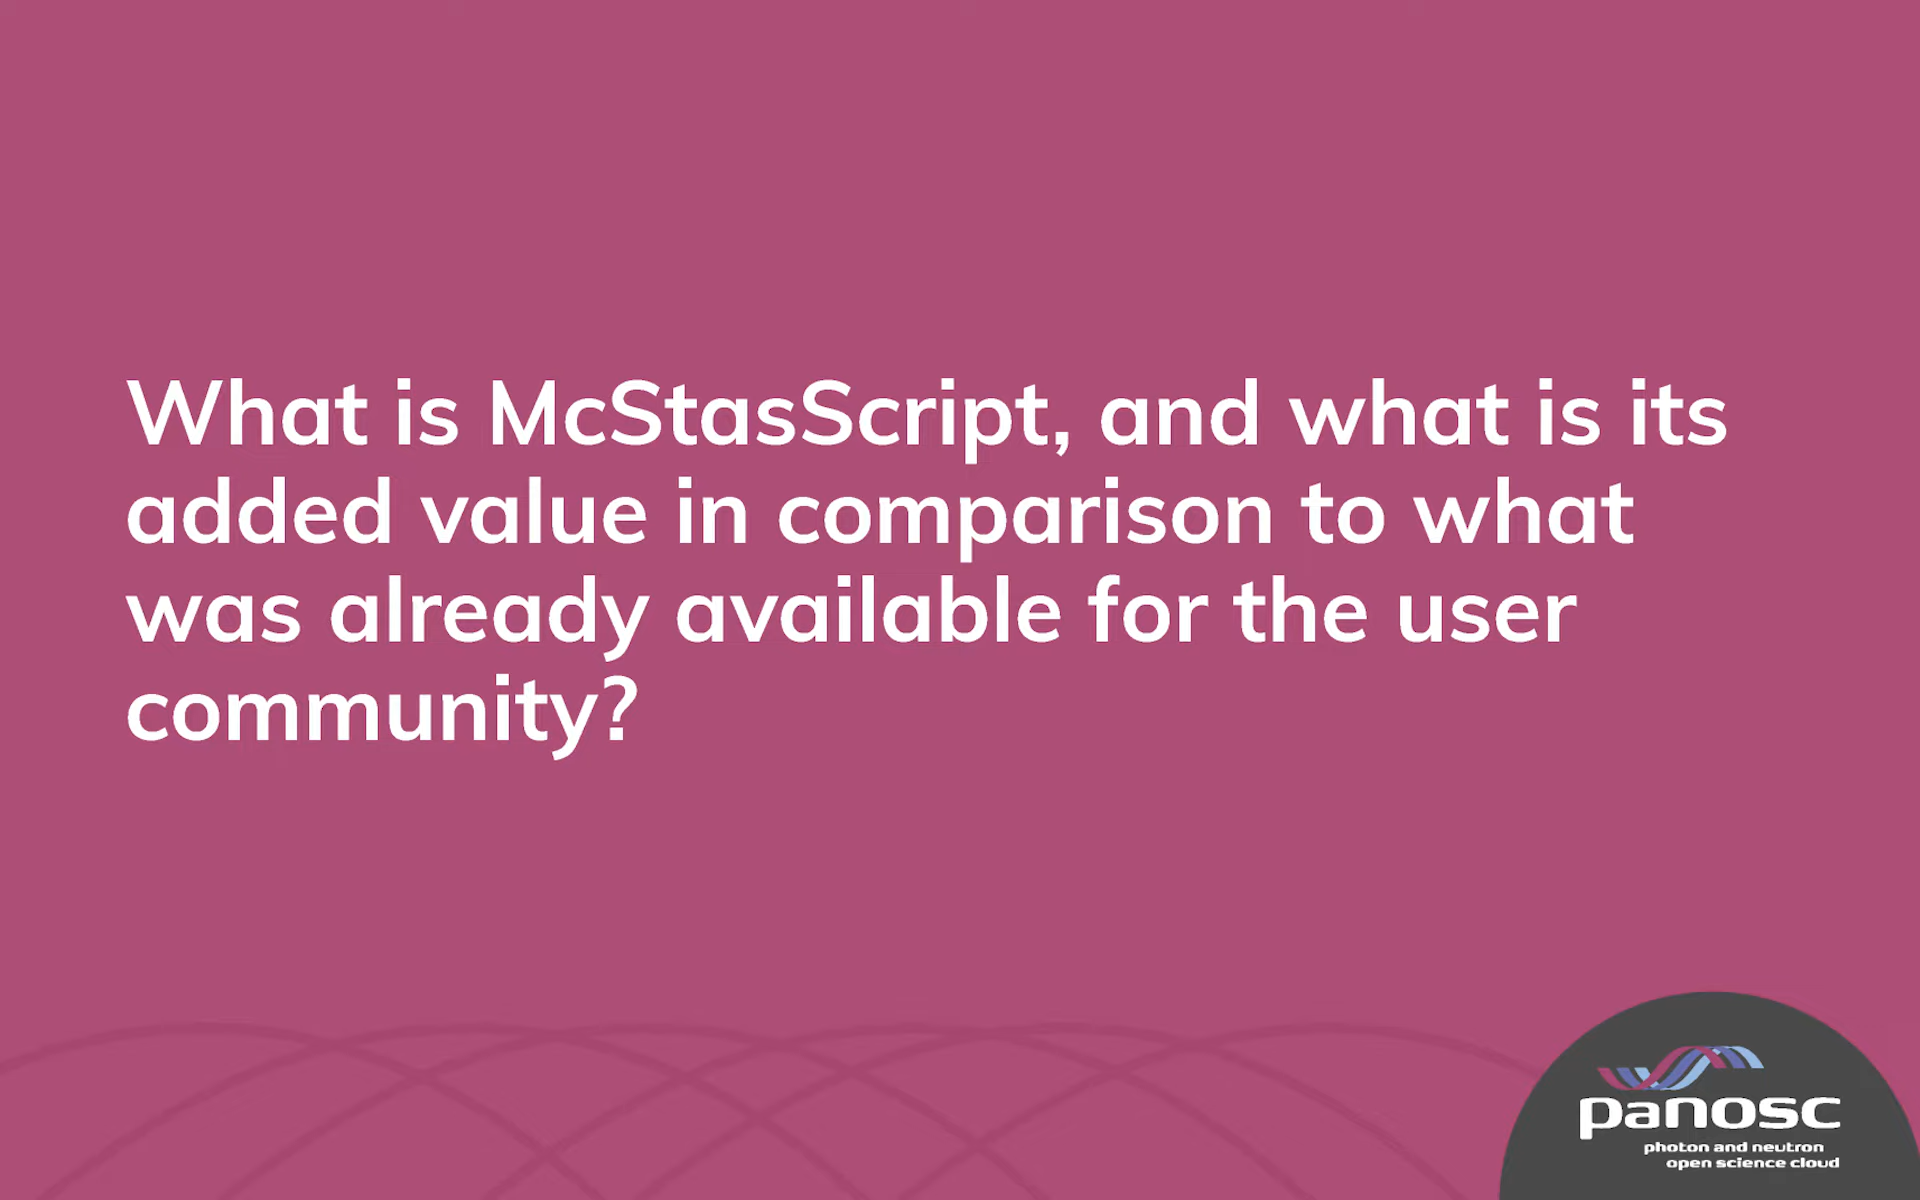 What is McStasScript, and what is its
added value in comparison to what
was already available for the user
community?
panosc
photon and neutron
open science cloud